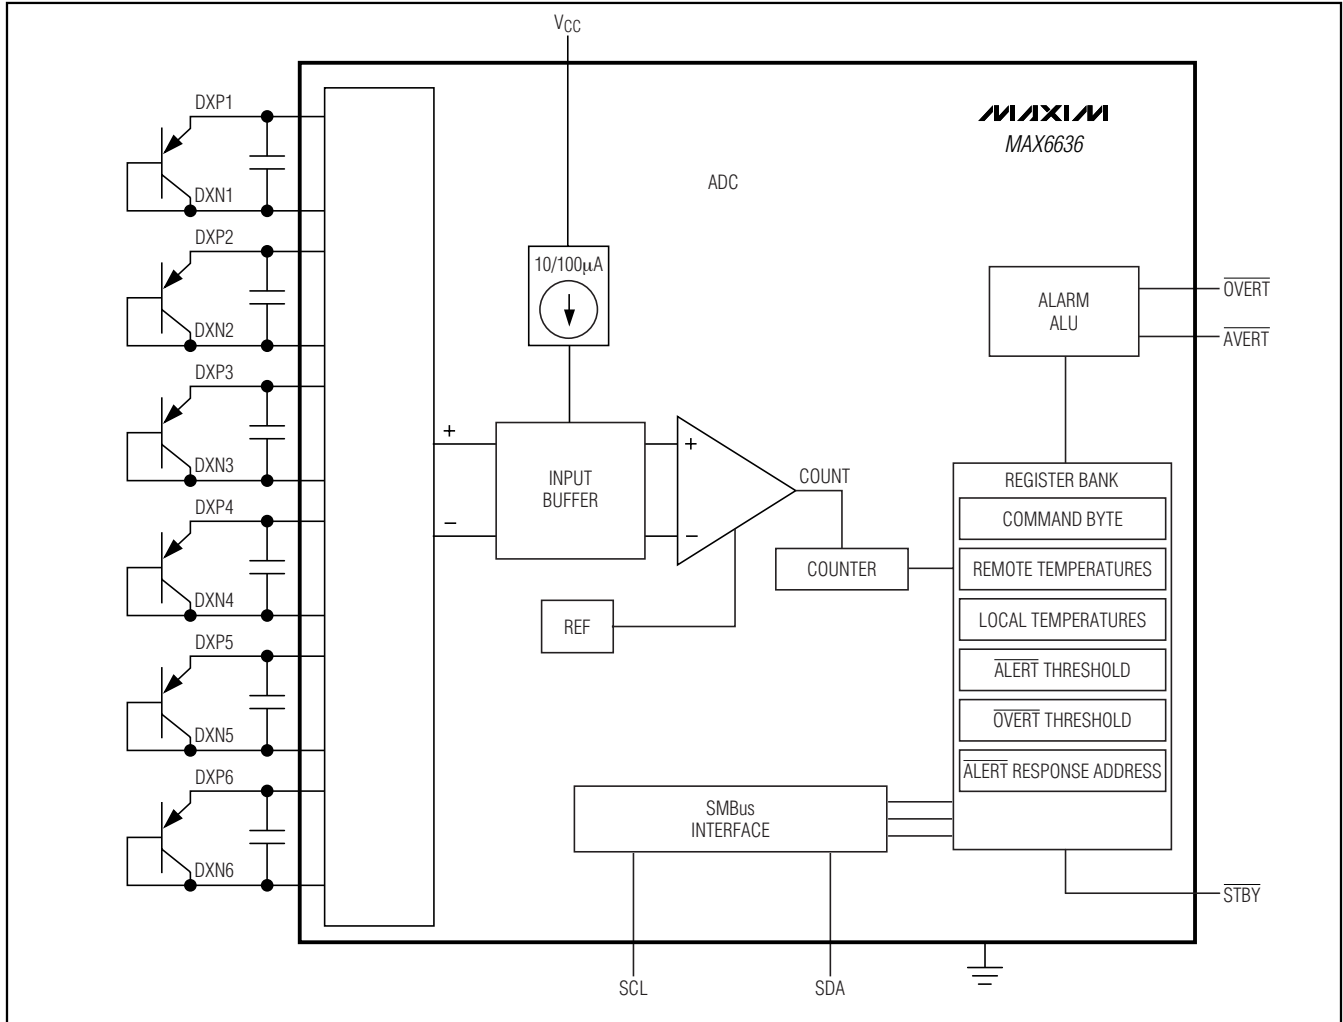 VCC
DXP1
DXN1
DXP2
DXN2
DXP3
DXN3
DXP4
DXN4
DXP5
DXN5
DXP6
DXN6
MAXIM
MAX6636
ADC
10/100µA
+
−
INPUT
BUFFER
+
−
COUNT
COUNTER
REF
ALARM
ALU
OVERT
AVERT
REGISTER BANK
COMMAND BYTE
REMOTE TEMPERATURES
LOCAL TEMPERATURES
ALERT THRESHOLD
OVERT THRESHOLD
ALERT RESPONSE ADDRESS
SMBus
INTERFACE
STBY
SCL
SDA